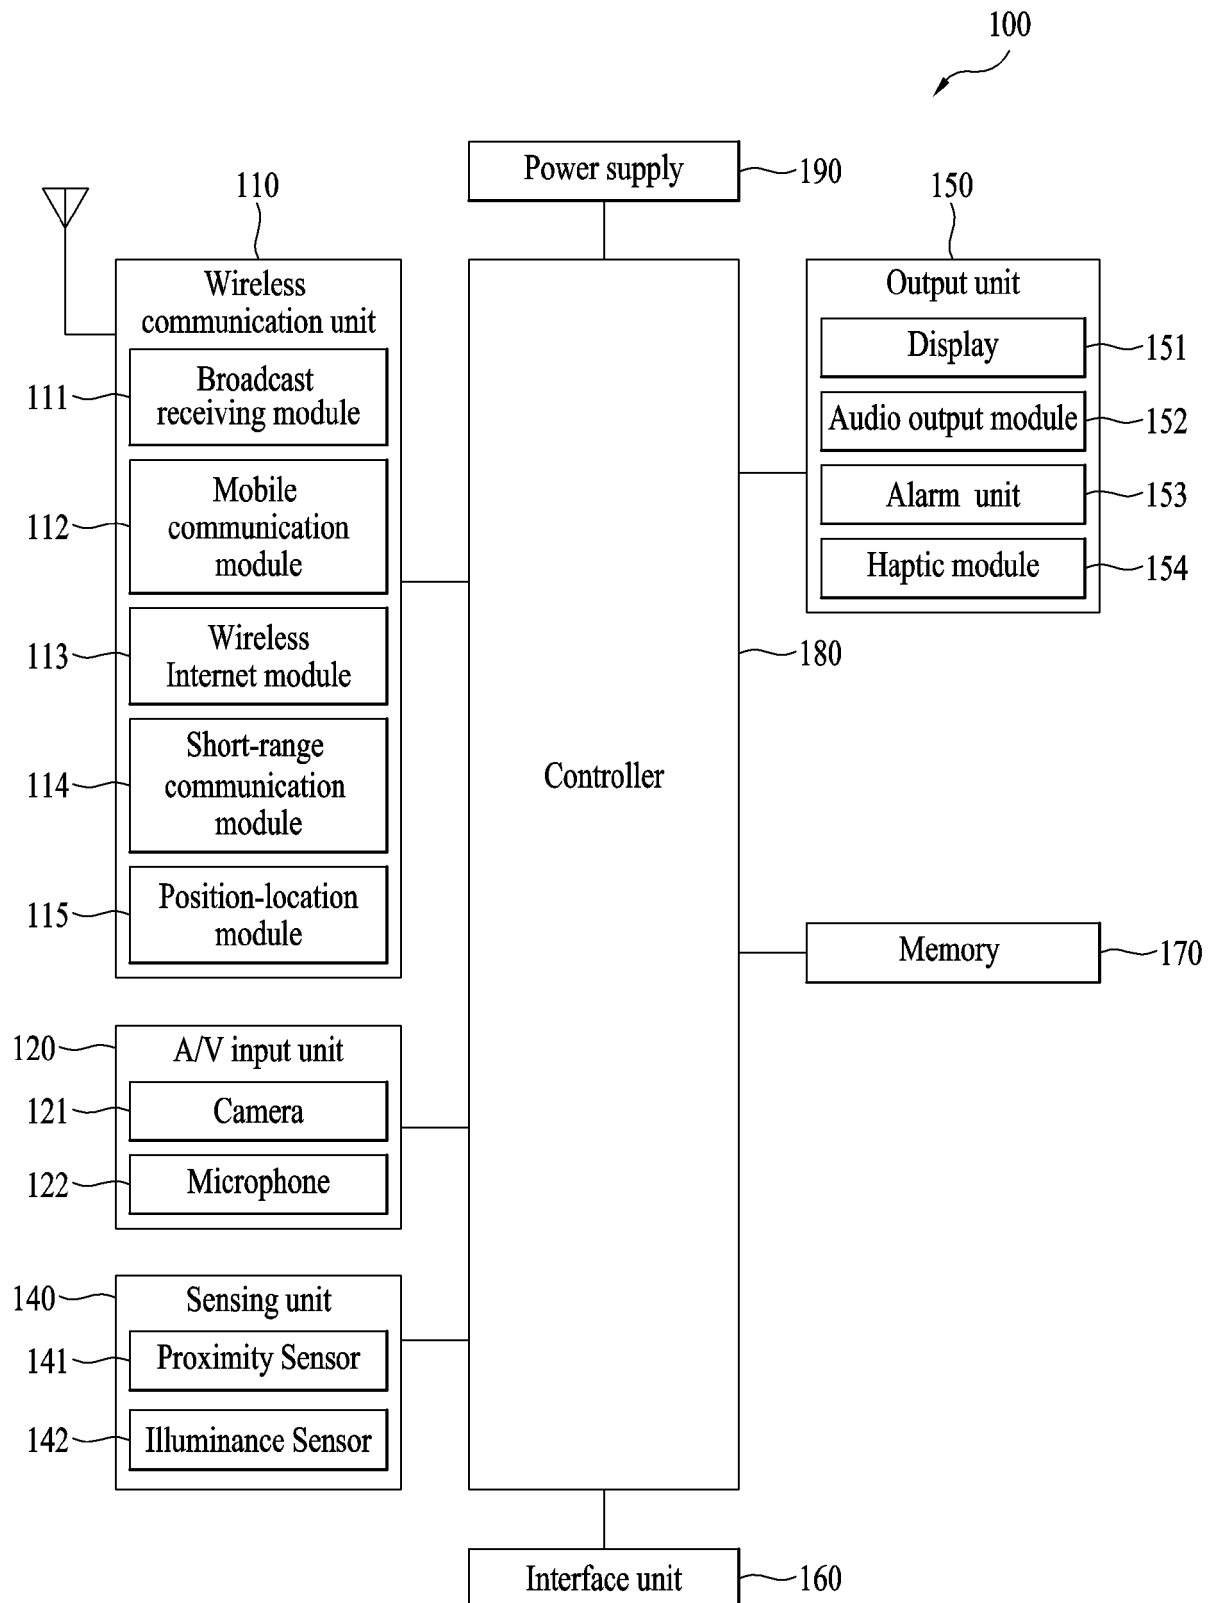 100
Power supply
190
110
150
Wireless
communication unit
111
Broadcast
receiving module
112
Mobile
communication
module
113
Wireless
Internet module
114
Short-range
communication
module
115
Position-location
module
120
A/V input unit
121
Camera
122
Microphone
140
Sensing unit
141
Proximity Sensor
142
Illuminance Sensor
Controller
180
Output unit
Display
151
Audio output module
152
Alarm unit
153
Haptic module
154
Memory
170
Interface unit
160